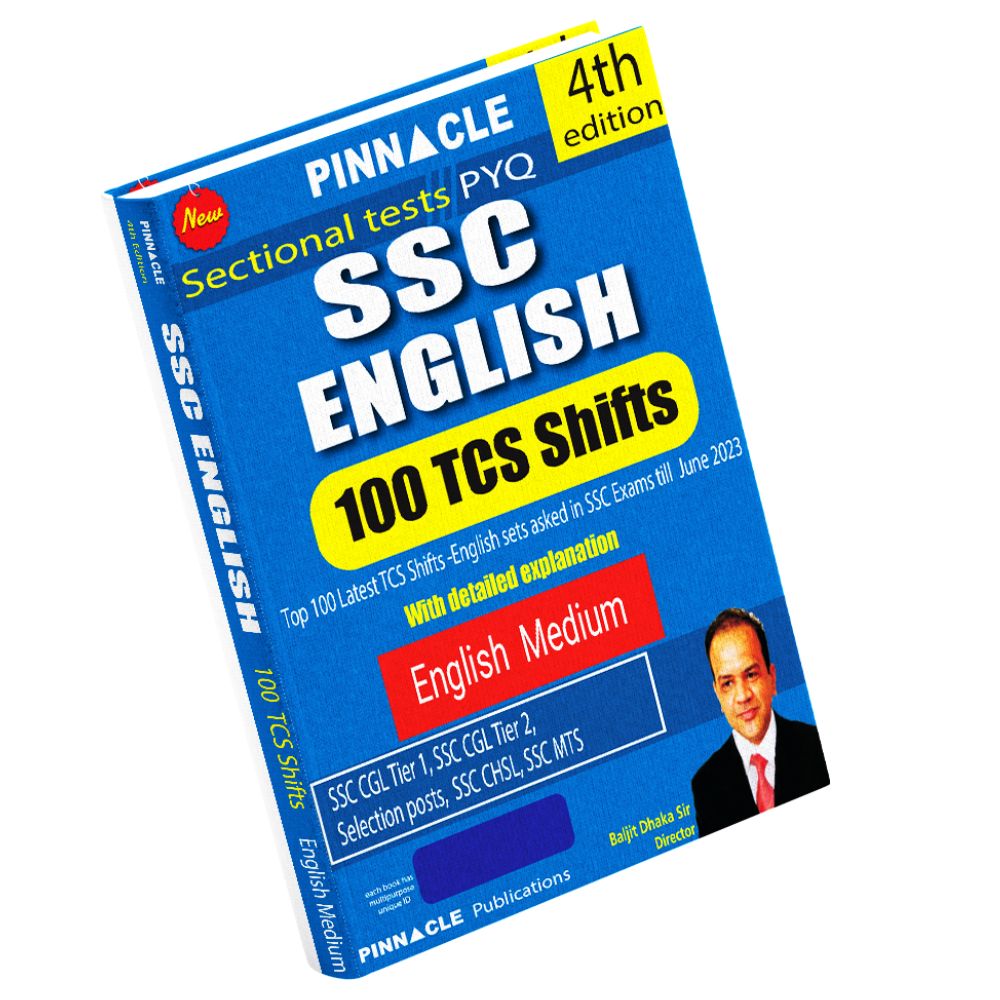 4th
edition
PINNACLE
New
Sectional tests PYQ
SSC
ENGLISH
100 TCS Shifts
Top 100 Latest TCS Shifts -English sets asked in SSC Exams till June 2023
With detailed explanation
English Medium
SSC CGL Tier 1, SSC CGL Tier 2,
Selection posts, SSC CHSL, SSC MTS
Baljit Dhaka Sir
Director
each book has
multipurpose
unique ID
PINNACLE Publications
PINNACLE
4th Edition
SSC ENGLISH
100 TCS Shifts
English Medium